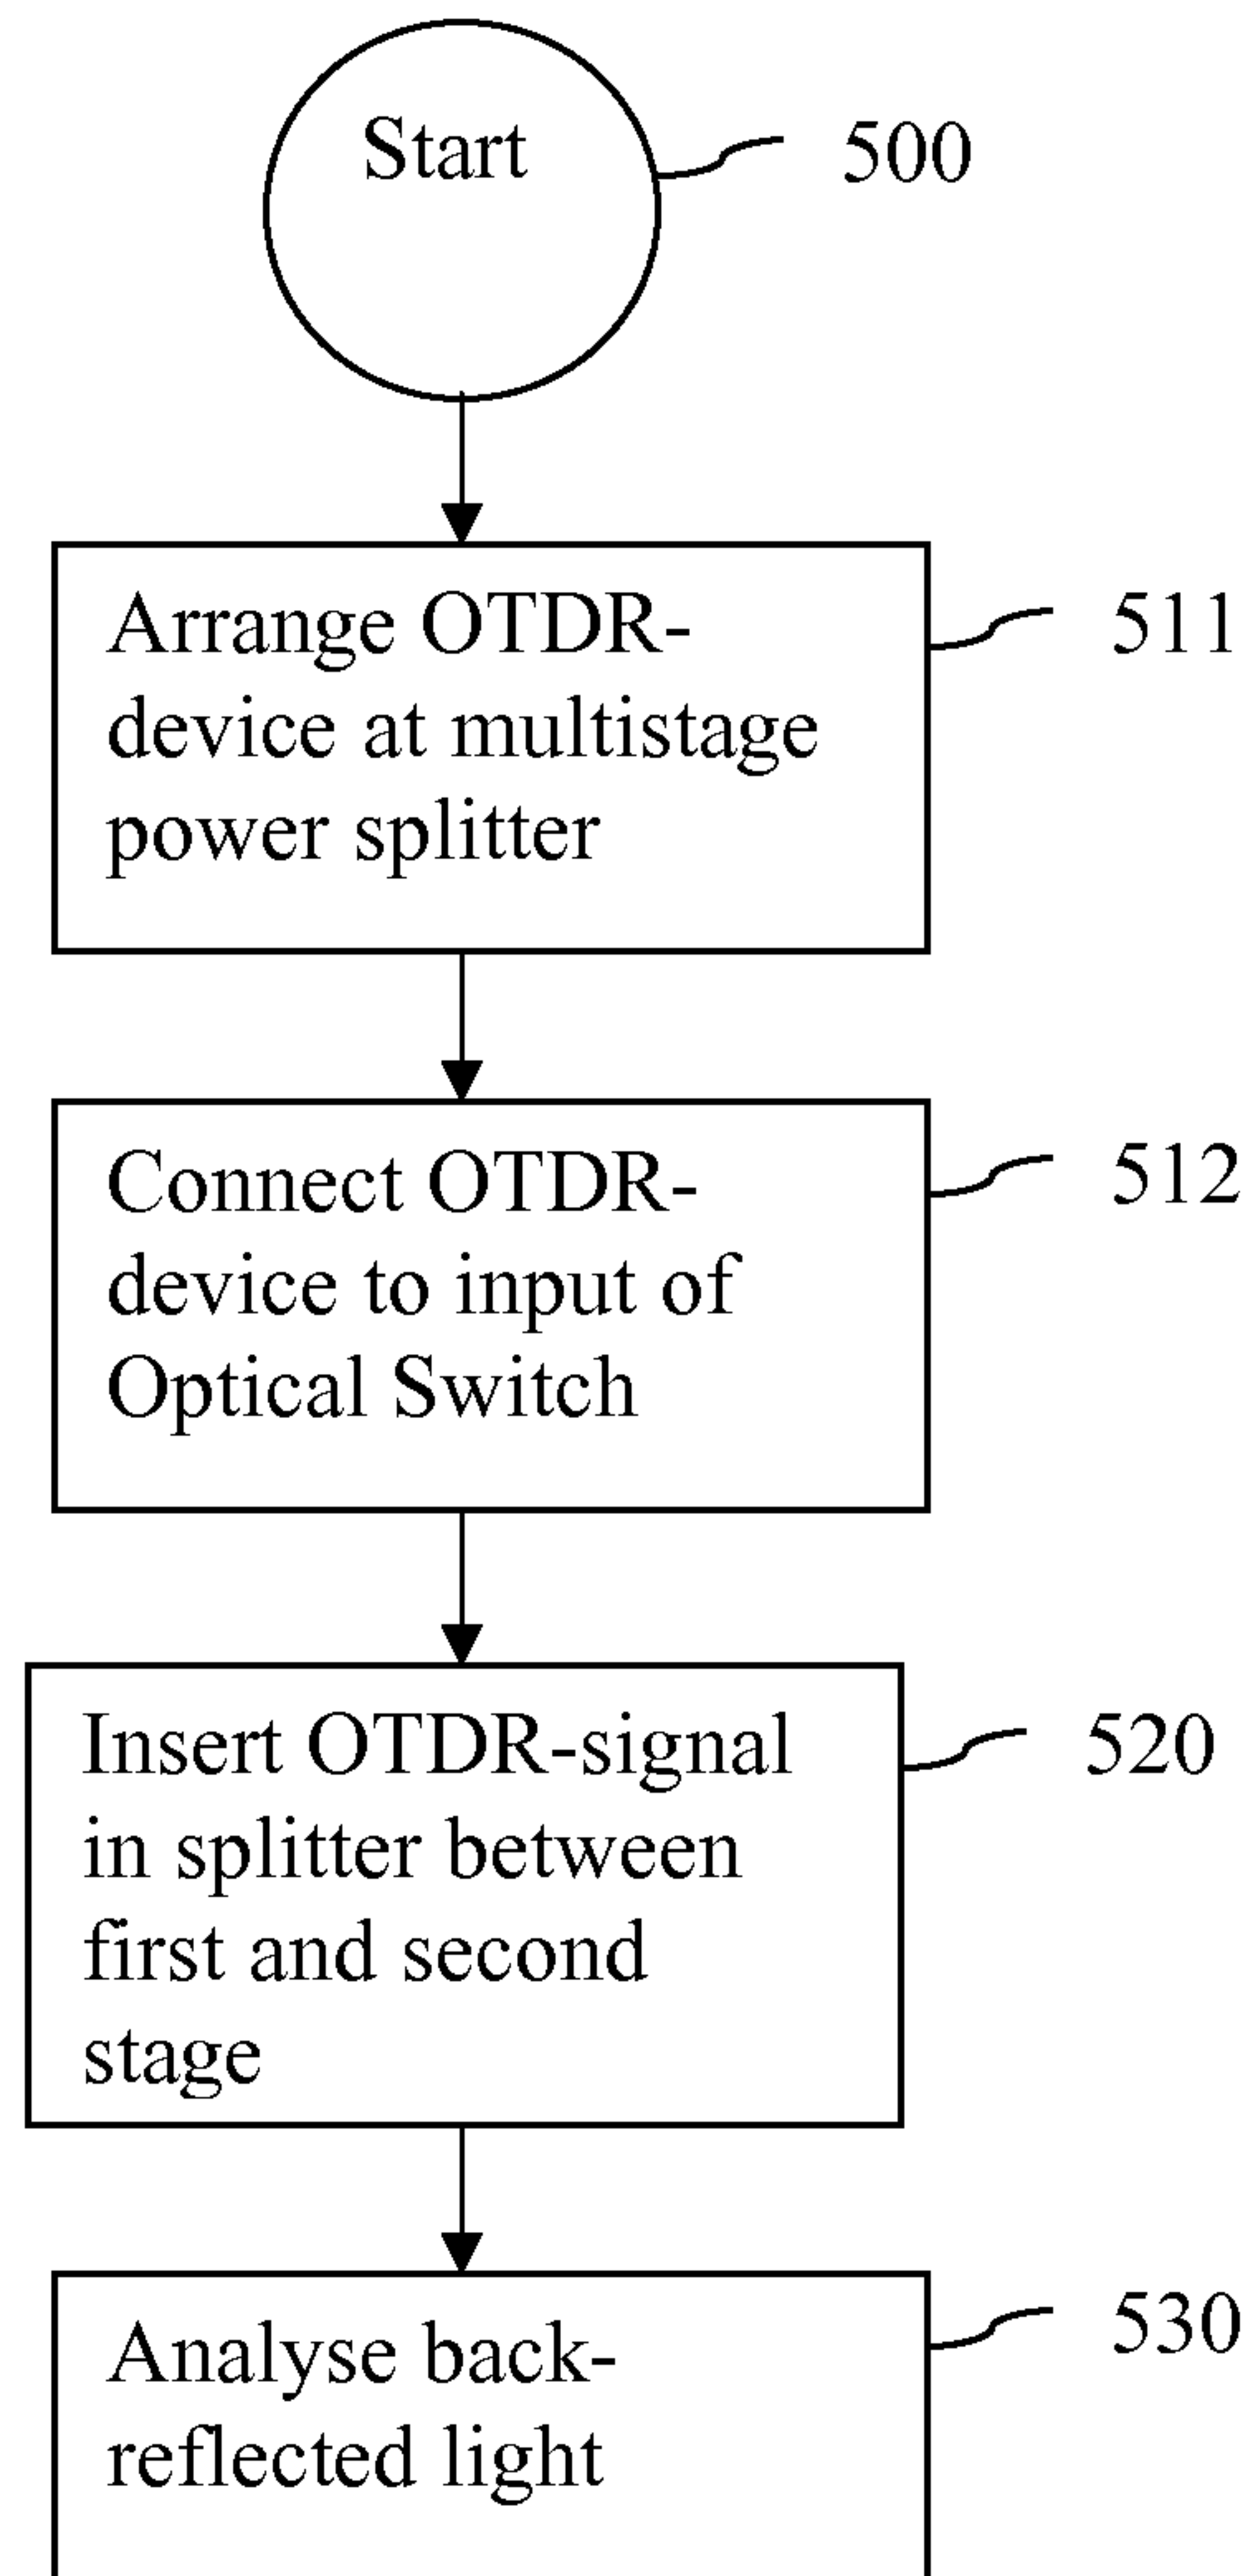 Start
500
Arrange OTDR-
device at multistage
power splitter
511
Connect OTDR-
device to input of
Optical Switch
512
Insert OTDR-signal
in splitter between
first and second
stage
520
Analyse back-
reflected light
530